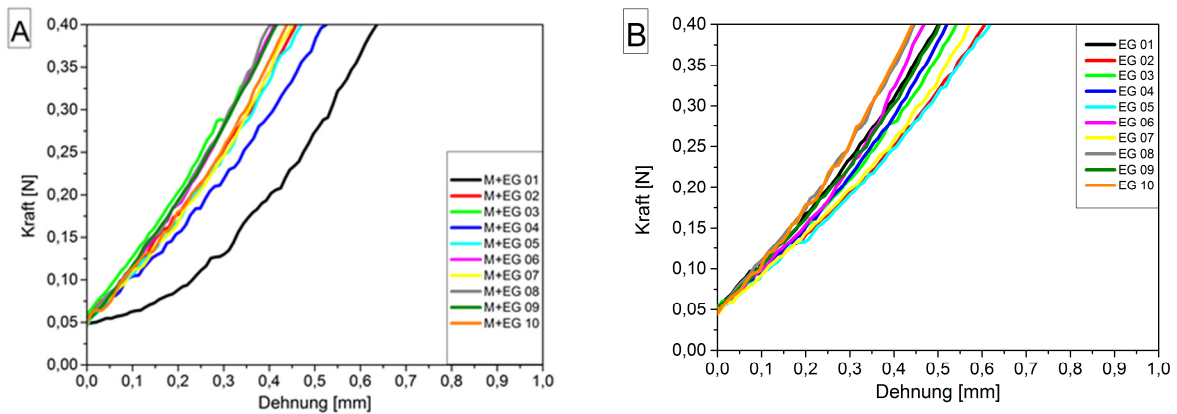 A
0,40
0,35
0,30
0,25
0,20
0,15
0,10
0,05
0,00
Kraft [N]
0,0 0,1 0,2 0,3 0,4 0,5 0,6 0,7 0,8 0,9 1,0
Dehnung [mm]
M+EG 01
M+EG 02
M+EG 03
M+EG 04
M+EG 05
M+EG 06
M+EG 07
M+EG 08
M+EG 09
M+EG 10
B
0,40
0,35
0,30
0,25
0,20
0,15
0,10
0,05
0,00
Kraft [N]
0,0 0,1 0,2 0,3 0,4 0,5 0,6 0,7 0,8 0,9 1,0
Dehnung [mm]
EG 01
EG 02
EG 03
EG 04
EG 05
EG 06
EG 07
EG 08
EG 09
EG 10